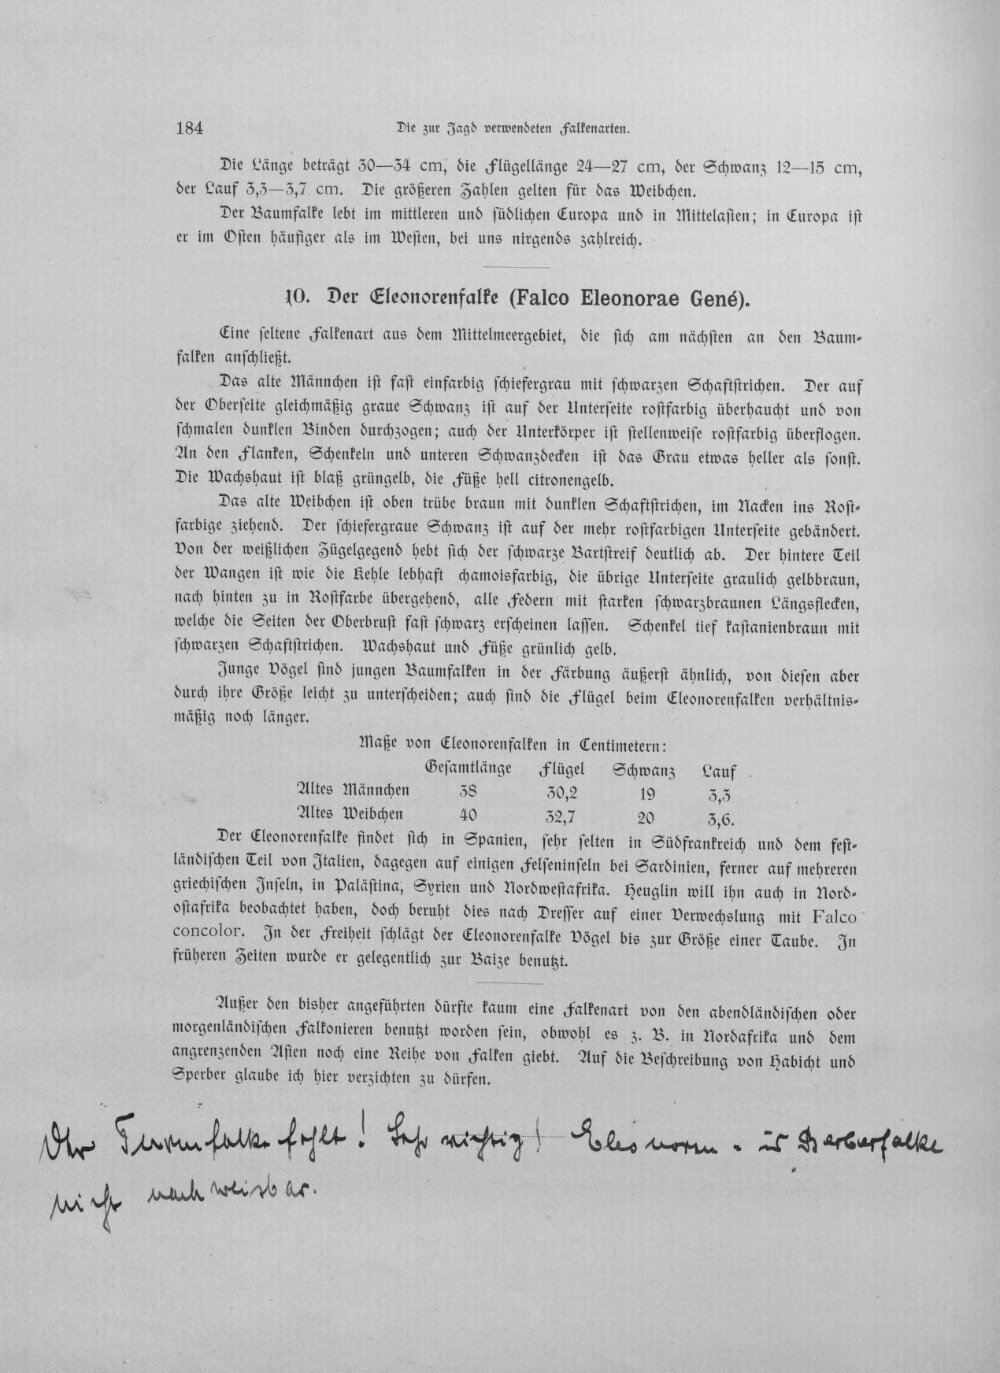 184 Die zur Jagd verwendeten Falkenarten.
Die Länge beträgt 30—34 cm, die Flügellänge 24—27 cm, der Schwanz 12—15 cm,
der Lauf 3,3—3,7 cm. Die größeren Zahlen gelten für das Weibchen.
Der Baumfalke lebt im mittleren und südlichen Europa und in Mittelasien; in Europa ist
er im Osten häufiger als im Westen, bei uns nirgends zahlreich.
10. Der Eleonorenfalke (Falco Eleonorae Gené).
Eine seltene Falkenart aus dem Mittelmeergebiet, die sich am nächsten an den Baum-
falken anschließt.
Das alte Männchen ist fast einfarbig schiefergrau mit schwarzen Schaftstrichen. Der auf
der Oberseite gleichmäßig graue Schwanz ist auf der Unterseite rostfarbig überhaucht und von
schmalen dunklen Binden durchzogen; auch der Unterkörper ist stellenweise rostfarbig überflogen.
An den Flanken, Schenkeln und unteren Schwanzdecken ist das Grau etwas heller als sonst.
Die Wachshaut ist blaß grüngelb, die Füße hell citronengelb.
Das alte Weibchen ist oben trübe braun mit dunklen Schaftstrichen, im Nacken ins Rost-
farbige ziehend. Der schiefergraue Schwanz ist auf der mehr rostfarbigen Unterseite gebändert.
Von der weißlichen Zügelgegend hebt sich der schwarze Bartstreif deutlich ab. Der hintere Teil
der Wangen ist wie die Kehle lebhaft chamoisfarbig, die übrige Unterseite graulich gelbbraun,
nach hinten zu in Rostfarbe übergehend, alle Federn mit starken schwarzbraunen Längsflecken,
welche die Seiten der Oberbrust fast schwarz erscheinen lassen. Schenkel tief kastanienbraun mit
schwarzen Schaftstrichen. Wachshaut und Füße grünlich gelb.
Junge Vögel sind jungen Baumfalken in der Färbung äußerst ähnlich, von diesen aber
durch ihre Größe leicht zu unterscheiden; auch sind die Flügel beim Eleonorenfalken verhältnis-
mäßig noch länger.
Maße von Eleonorenfalken in Centimetern:
Gesamtlänge Flügel Schwanz Lauf
Altes Männchen 38 30,2 19 3,3
Altes Weibchen 40 32,7 20 3,6.
Der Eleonorenfalke findet sich in Spanien, sehr selten in Südfrankreich und dem fest-
ländischen Teil von Italien, dagegen auf einigen Felseninseln bei Sardinien, ferner auf mehreren
griechischen Inseln, in Palästina, Syrien und Nordwestafrika. Heuglin will ihn auch in Nord-
ostafrika beobachtet haben, doch beruht dies nach Dresser auf einer Verwechslung mit Falco
concolor. In der Freiheit schlägt der Eleonorenfalke Vögel bis zur Größe einer Taube. In
früheren Zeiten wurde er gelegentlich zur Baize benutzt.
Außer den bisher angeführten dürfte kaum eine Falkenart von den abendländischen oder
morgenländischen Falkonieren benutzt worden sein, obwohl es z. B. in Nordafrika und dem
angrenzenden Asien noch eine Reihe von Falken giebt. Auf die Beschreibung von Habicht und
Sperber glaube ich hier verzichten zu dürfen.
Der Turmfalke fehlt! Sehr richtig! Eleonoren- Berberfalke
nicht nachweisbar.